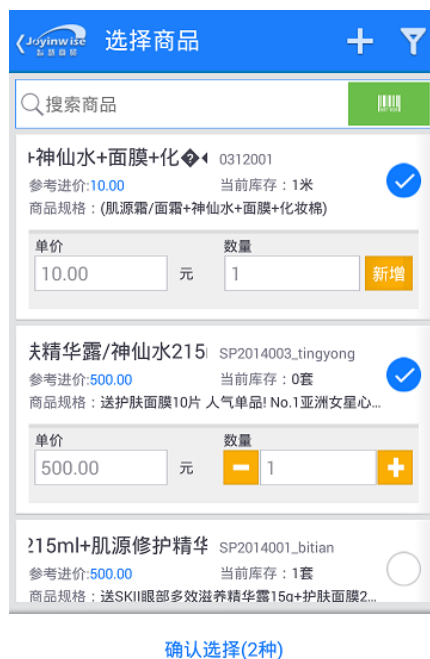 Joyinwise
选择商品
搜索商品
+神仙水+面膜+化 0312001
参考进价:10.00 当前库存：1米
商品规格：(肌源霜/面霜+神仙水+面膜+化妆棉)
单价 数量
10.00 元 1 新增
精华露/神仙水215 SP2014003_tingyong
参考进价:500.00 当前库存：0套
商品规格：送护肤面膜10片 人气单品! No.1亚洲女星心...
单价 数量
500.00 元 - 1 +
215ml+肌源修护精华 SP2014001_bitian
参考进价:500.00 当前库存：1套
商品规格：送SKII眼部多效滋养精华露15g+护肤面膜2...
确认选择(2种)